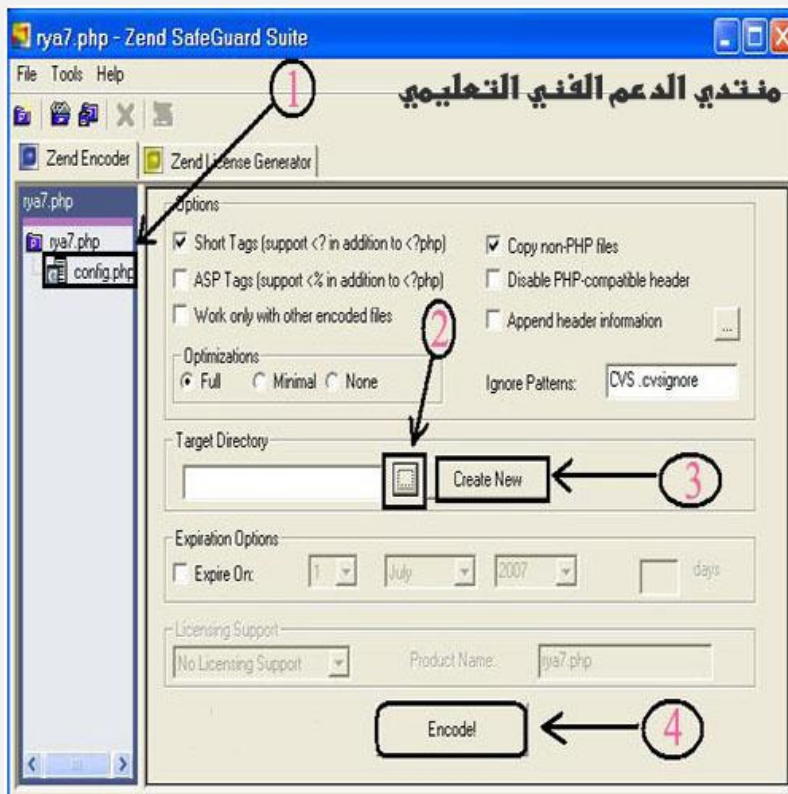 rya7.php - Zend SafeGuard Suite
File Tools Help
1
منتدي الدعم الفني التعليمي
Zend Encoder
Zend License Generator
rya7.php
rya7.php
config.php
Options
Short Tags (support <? in addition to <?php)
Copy non-PHP files
ASP Tags (support <% in addition to <?php)
Disable PHP-compatible header
Work only with other encoded files
2
Append header information
...
Optimizations
Full Minimal None
Ignore Patterns:
CVS .cvsignore
Target Directory
Create New
3
Expiration Options
Expire On:
1
July
2007
days
Licensing Support
No Licensing Support
Product Name:
rya7.php
Encode!
4